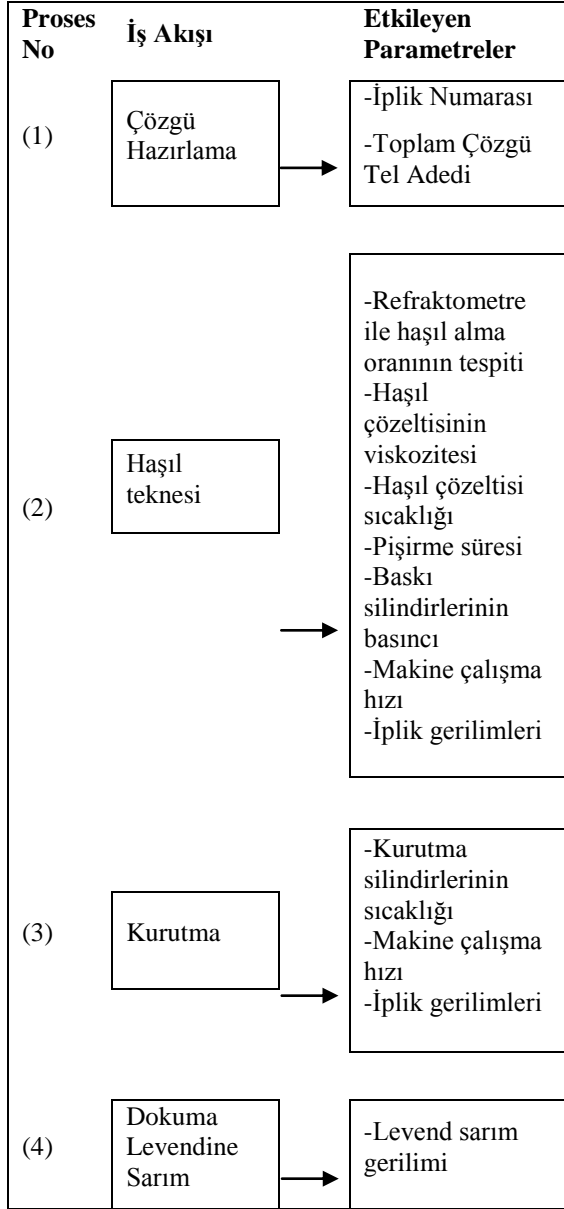 Proses No
İş Akışı
Etkileyen Parametreler
(1)
Çözgü
Hazırlama
-İplik Numarası
-Toplam Çözgü
Tel Adedi
(2)
Haşıl
teknesi
-Refraktometre
ile haşıl alma
oranının tespiti
-Haşıl
çözeltisinin
viskozitesi
-Haşıl çözeltisi
sıcaklığı
-Pişirme süresi
-Baskı
silindirlerinin
basıncı
-Makine çalışma
hızı
-İplik gerilimleri
(3)
Kurutma
-Kurutma
silindirlerinin
sıcaklığı
-Makine çalışma
hızı
-İplik gerilimleri
(4)
Dokuma
Levendine
Sarım
-Levend sarım
gerilimi